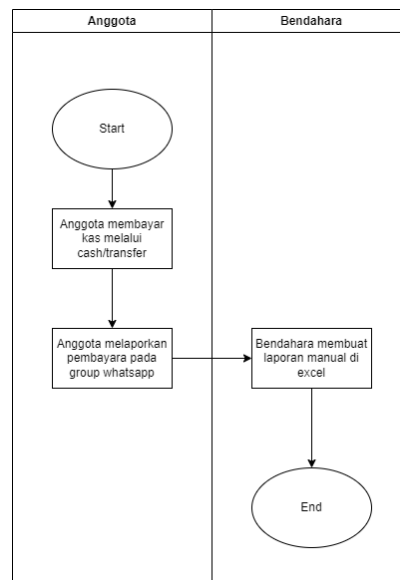 Anggota
Bendahara
Start
Anggota membayar
kas melalui
cash/transfer
Anggota melaporkan
pembayara pada
group whatsapp
Bendahara membuat
laporan manual di
excel
End